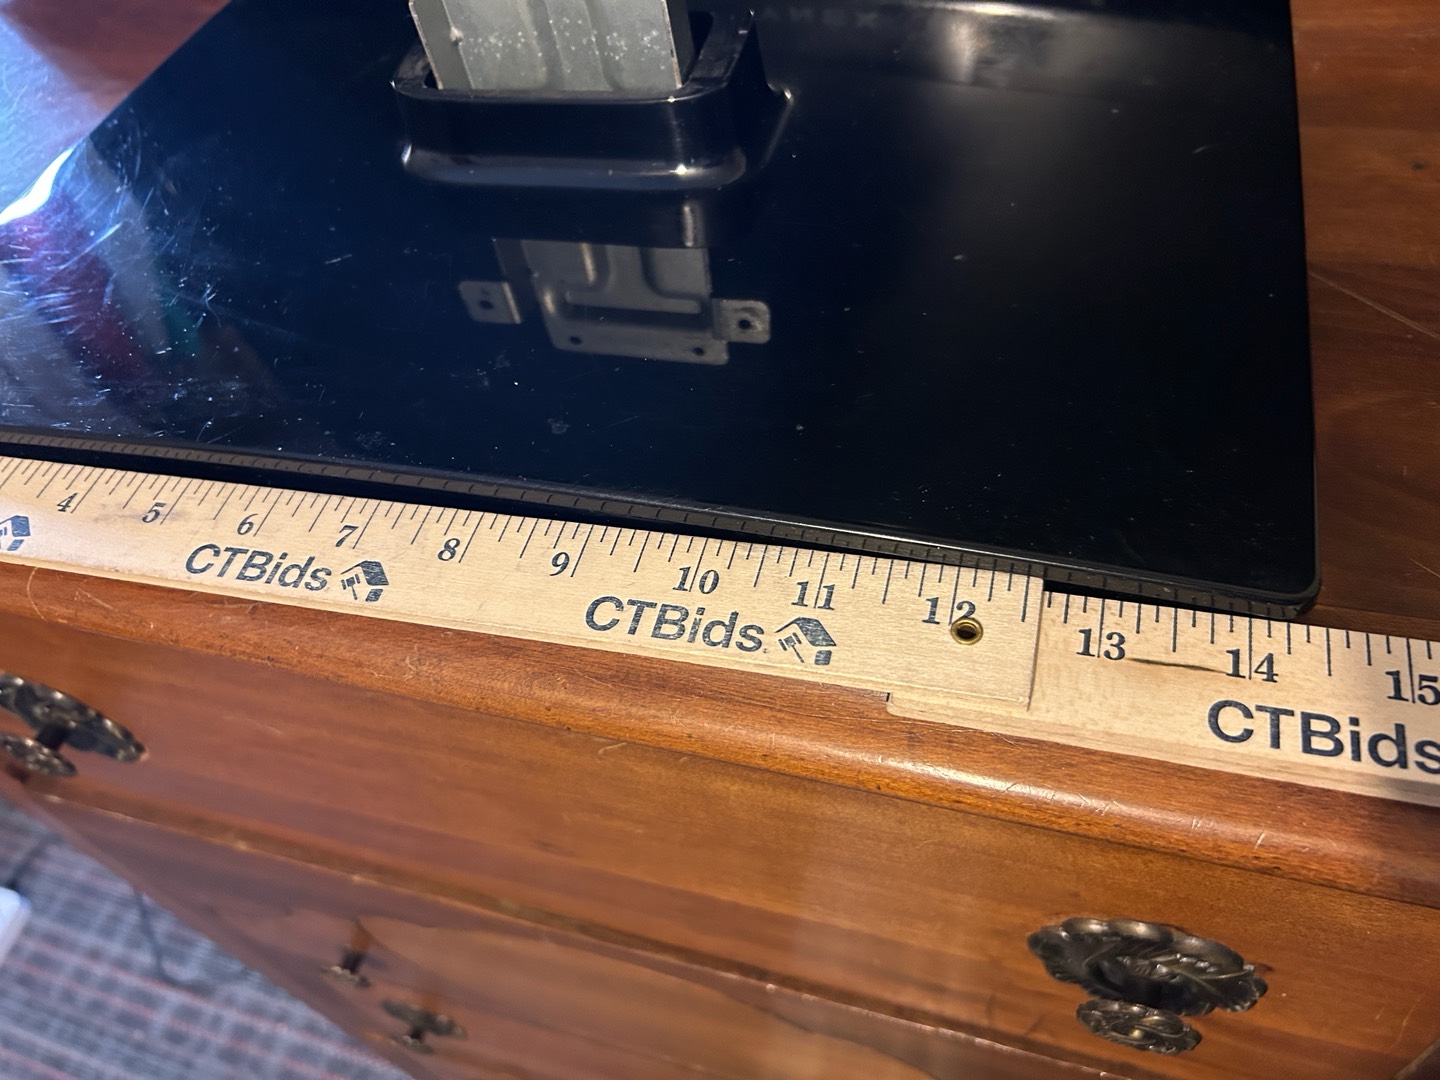 4 5 6 7 8 9 10 11 12 13 14 15
CTBids CTBids. CTBids